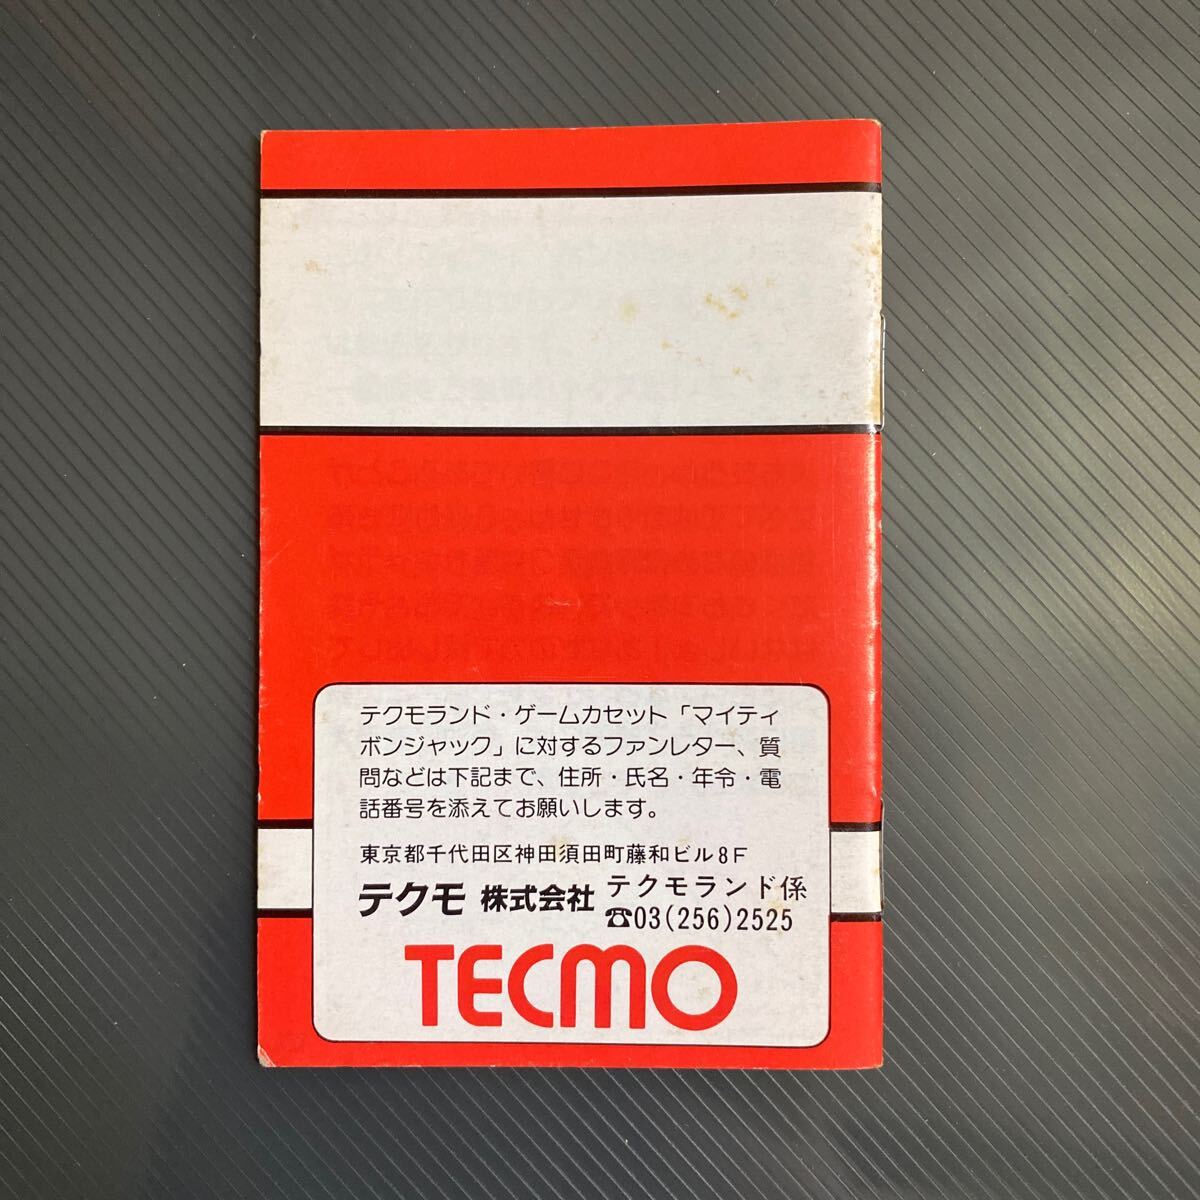 テクモランド・ゲームカセット「マイティ
ボンジャック」に対するファンレター、質
問などは下記まで、住所・氏名・年令・電
話番号を添えてお願いします。
東京都千代田区神田須田町藤和ビル8F
テクモ 株式会社 テクモランド係
☎03(256)2525
TECMO